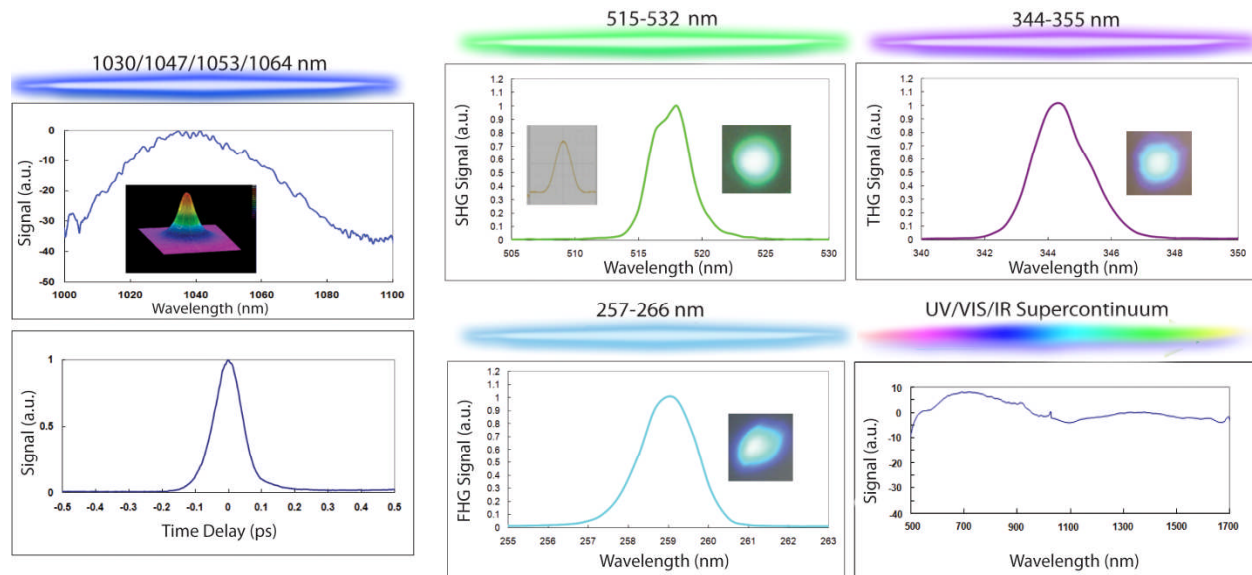 1030/1047/1053/1064 nm
Signal (a.u.)
0
-10
-20
-30
-40
-50
1000 1020 1040 1060 1080 1100
Wavelength (nm)
Signal (a.u.)
1
0.5
0
-0.5 -0.4 -0.3 -0.2 -0.1 0 0.1 0.2 0.3 0.4 0.5
Time Delay (ps)
515-532 nm
SHG Signal (a.u.)
1.2
1.1
1
0.9
0.8
0.7
0.6
0.5
0.4
0.3
0.2
0.1
0
505 510 515 520 525 530
Wavelength (nm)
344-355 nm
THG Signal (a.u.)
1.2
1.1
1
0.9
0.8
0.7
0.6
0.5
0.4
0.3
0.2
0.1
0
340 342 344 346 348 350
Wavelength (nm)
257-266 nm
FHG Signal (a.u.)
1.2
1.1
1
0.9
0.8
0.7
0.6
0.5
0.4
0.3
0.2
0.1
0
255 256 257 258 259 260 261 262 263
Wavelength (nm)
UV/VIS/IR Supercontinuum
Signal (a.u.)
10
0
-10
-20
-30
-40
500 700 900 1100 1500 1700
Wavelength (nm)